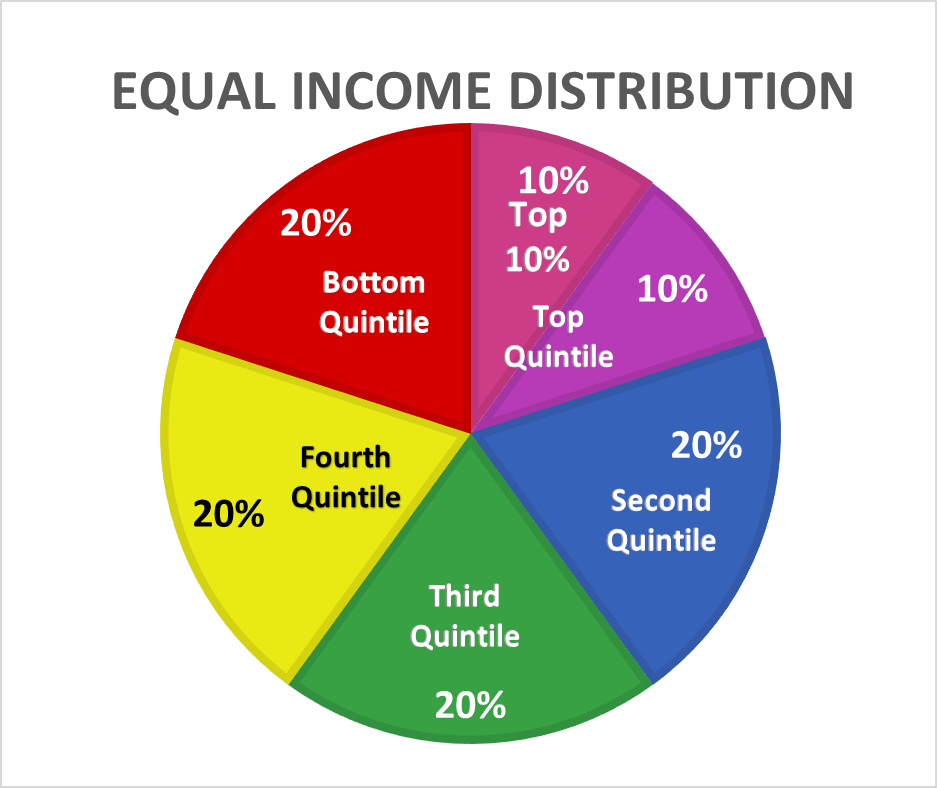 EQUAL INCOME DISTRIBUTION
10%
Top
10%
Top
Quintile
10%
20%
Second
Quintile
Third
Quintile
20%
Fourth
Quintile
20%
20%
Bottom
Quintile